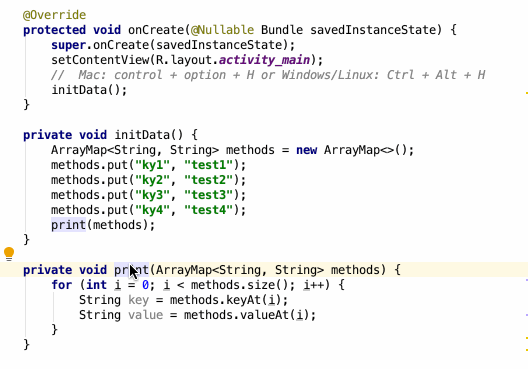 @Override
protected void onCreate(@Nullable Bundle savedInstanceState) {
super.onCreate(savedInstanceState);
setContentView(R.layout.activity_main);
// Mac: control + option + H or Windows/Linux: Ctrl + Alt + H
initData();
}
private void initData() {
ArrayMap<String, String> methods = new ArrayMap<>();
methods.put("ky1", "test1");
methods.put("ky2", "test2");
methods.put("ky3", "test3");
methods.put("ky4", "test4");
print(methods);
}
private void print(ArrayMap<String, String> methods) {
for (int i = 0; i < methods.size(); i++) {
String key = methods.keyAt(i);
String value = methods.valueAt(i);
}
}